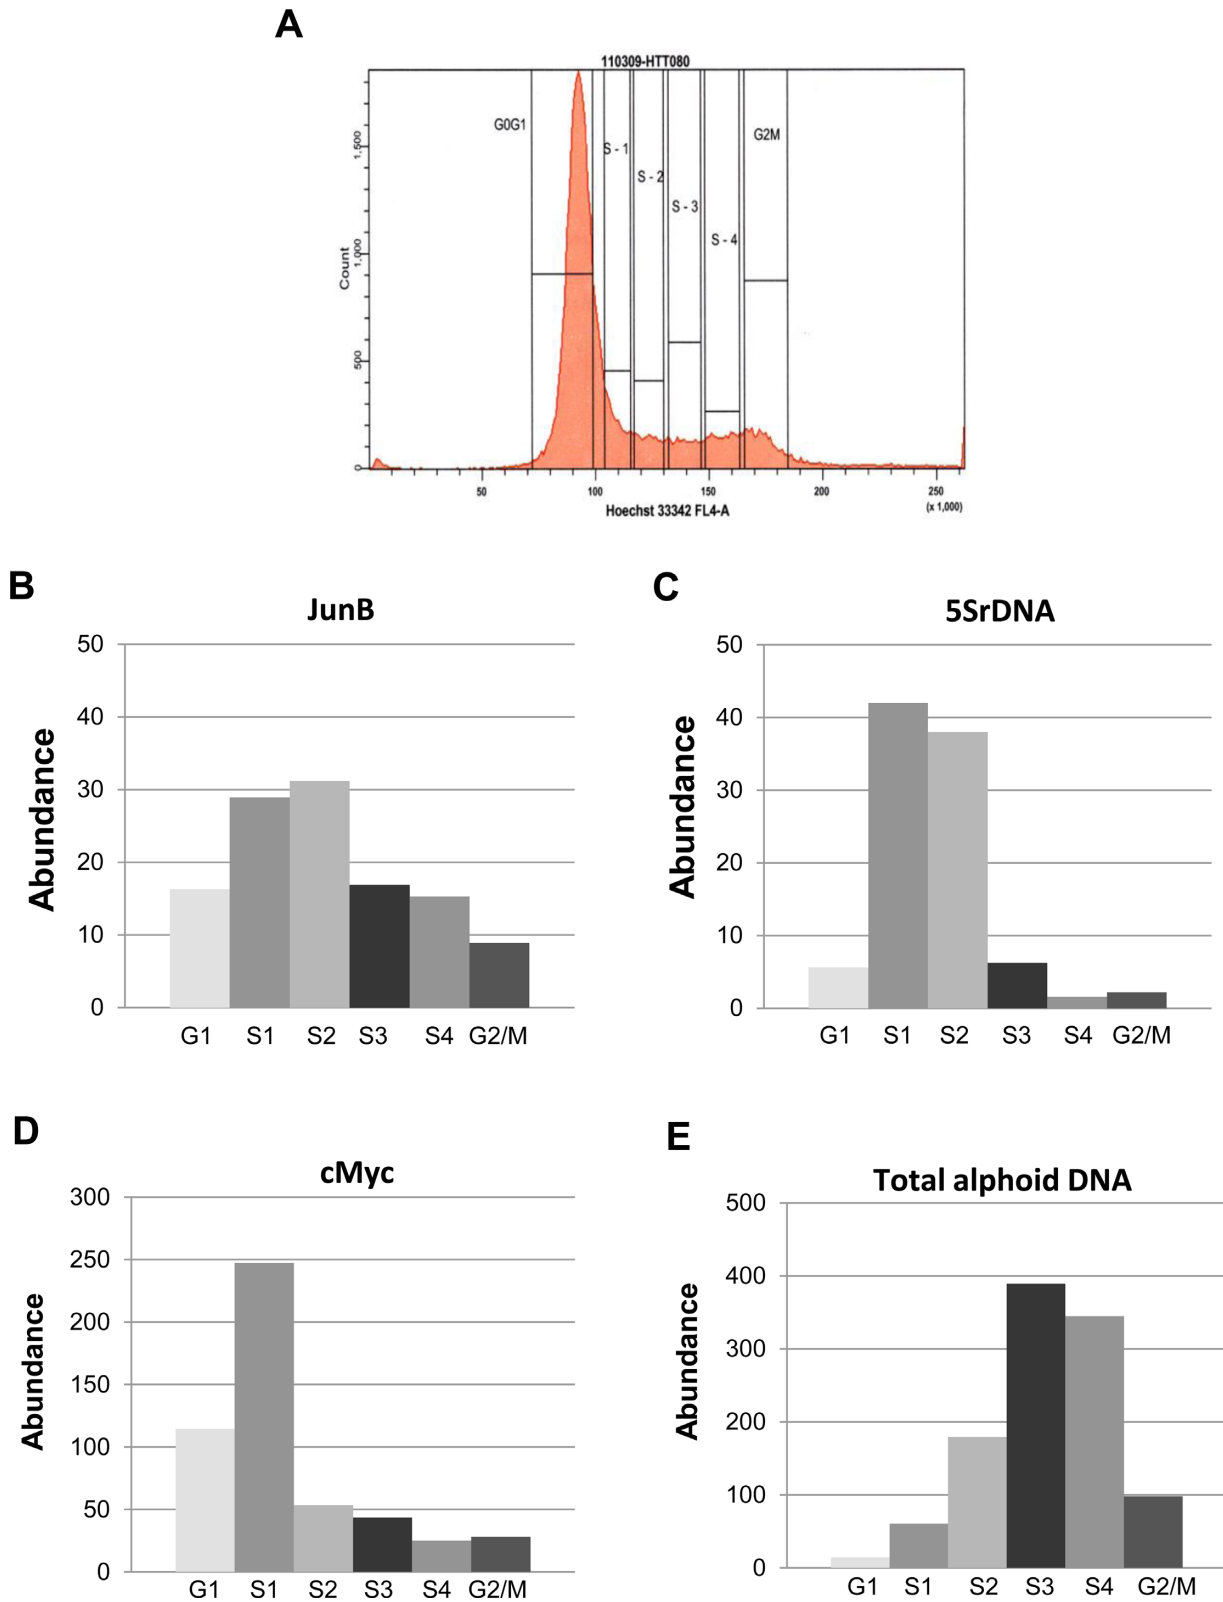 A
110309-HTT080
G0G1
S - 1
S - 2
S - 3
S - 4
G2M
Count
1,500
1,000
500
0
50 100 150 200 250
(x 1,000)
Hoechst 33342 FL4-A
B
JunB
Abundance
50
40
30
20
10
0
G1 S1 S2 S3 S4 G2/M
C
5SrDNA
Abundance
50
40
30
20
10
0
G1 S1 S2 S3 S4 G2/M
D
cMyc
Abundance
300
250
200
150
100
50
0
G1 S1 S2 S3 S4 G2/M
E
Total alphoid DNA
Abundance
500
400
300
200
100
0
G1 S1 S2 S3 S4 G2/M